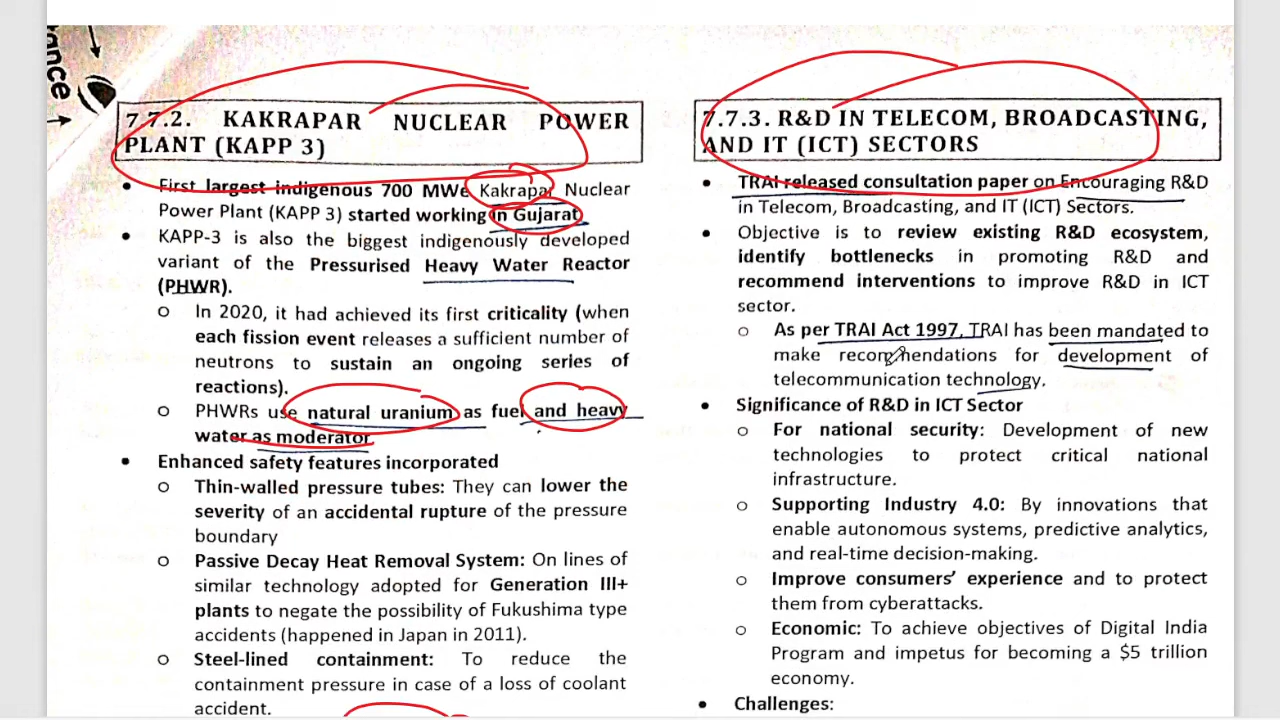 ance
7.7.2. KAKRAPAR NUCLEAR POWER
PLANT (KAPP 3)
• First largest indigenous 700 MWe Kakrapar Nuclear
Power Plant (KAPP 3) started working in Gujarat.
• KAPP-3 is also the biggest indigenously developed
variant of the Pressurised Heavy Water Reactor
(PHWR).
o In 2020, it had achieved its first criticality (when
each fission event releases a sufficient number of
neutrons to sustain an ongoing series of
reactions).
o PHWRs use natural uranium as fuel and heavy
water as moderator.
• Enhanced safety features incorporated
o Thin-walled pressure tubes: They can lower the
severity of an accidental rupture of the pressure
boundary
o Passive Decay Heat Removal System: On lines of
similar technology adopted for Generation III+
plants to negate the possibility of Fukushima type
accidents (happened in Japan in 2011).
o Steel-lined containment: To reduce the
containment pressure in case of a loss of coolant
accident.
7.7.3. R&D IN TELECOM, BROADCASTING,
AND IT (ICT) SECTORS
• TRAI released consultation paper on Encouraging R&D
in Telecom, Broadcasting, and IT (ICT) Sectors.
• Objective is to review existing R&D ecosystem,
identify bottlenecks in promoting R&D and
recommend interventions to improve R&D in ICT
sector.
o As per TRAI Act 1997, TRAI has been mandated to
make recommendations for development of
telecommunication technology.
• Significance of R&D in ICT Sector
o For national security: Development of new
technologies to protect critical national
infrastructure.
o Supporting Industry 4.0: By innovations that
enable autonomous systems, predictive analytics,
and real-time decision-making.
o Improve consumers' experience and to protect
them from cyberattacks.
o Economic: To achieve objectives of Digital India
Program and impetus for becoming a $5 trillion
economy.
• Challenges: